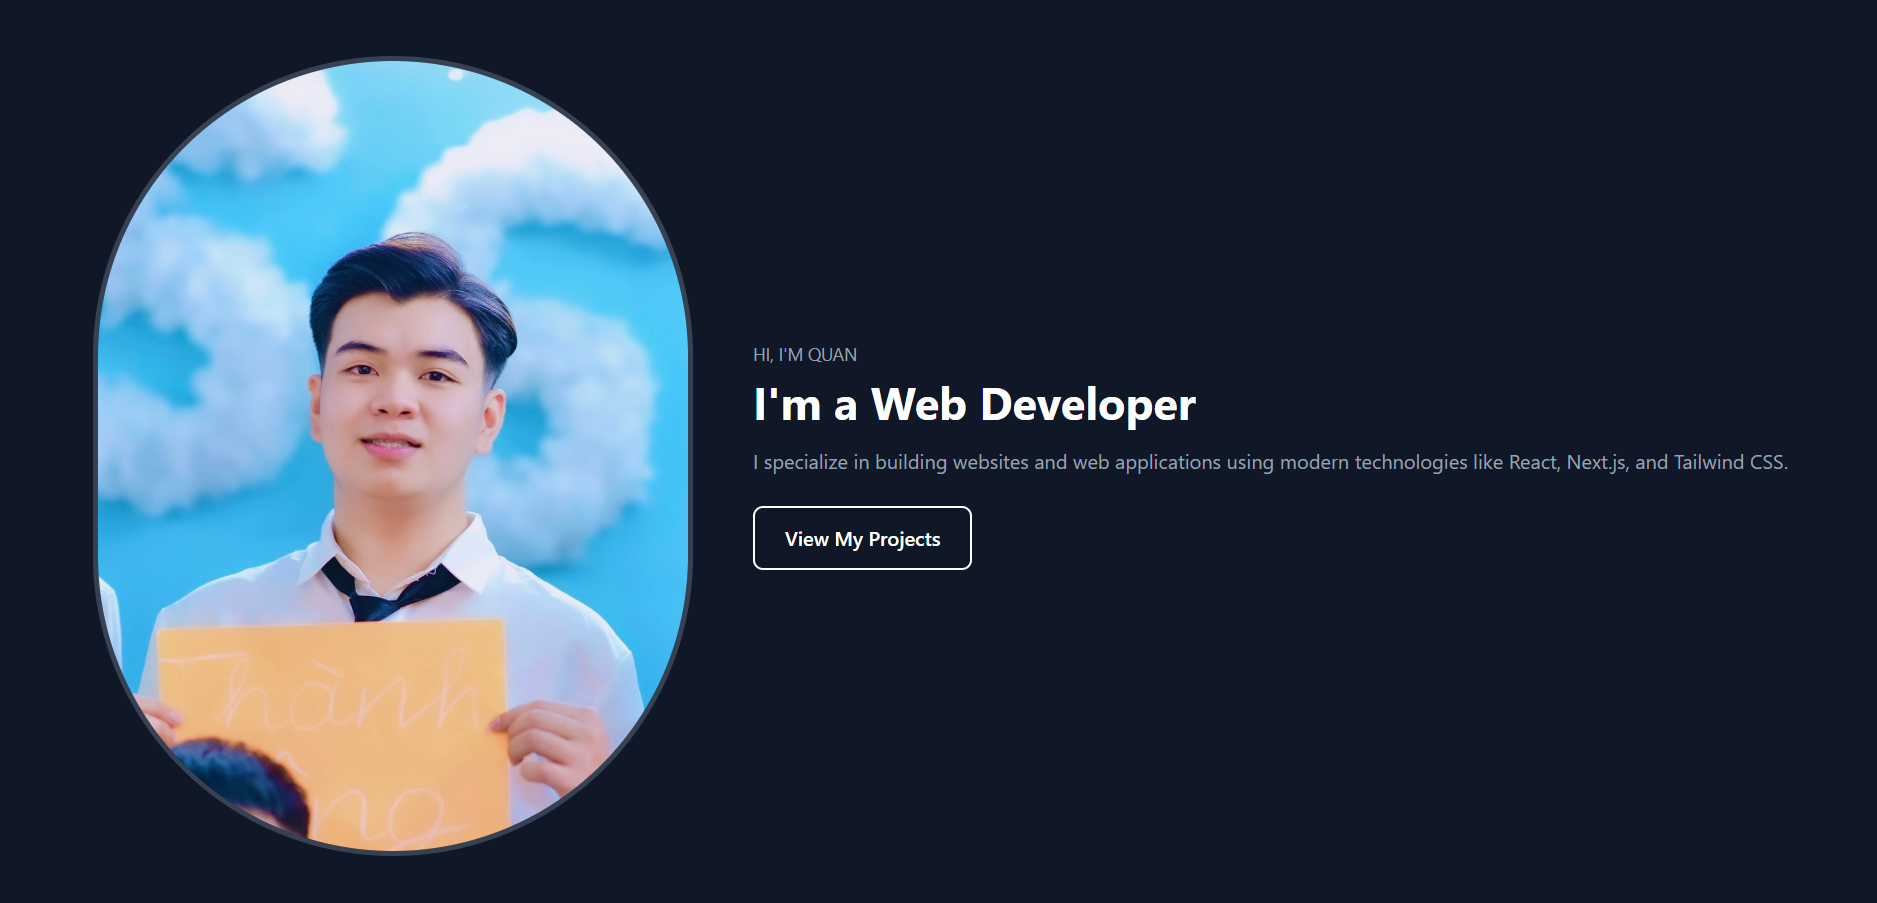 Thành
HI, I'M QUAN
I'm a Web Developer
I specialize in building websites and web applications using modern technologies like React, Next.js, and Tailwind CSS.
View My Projects